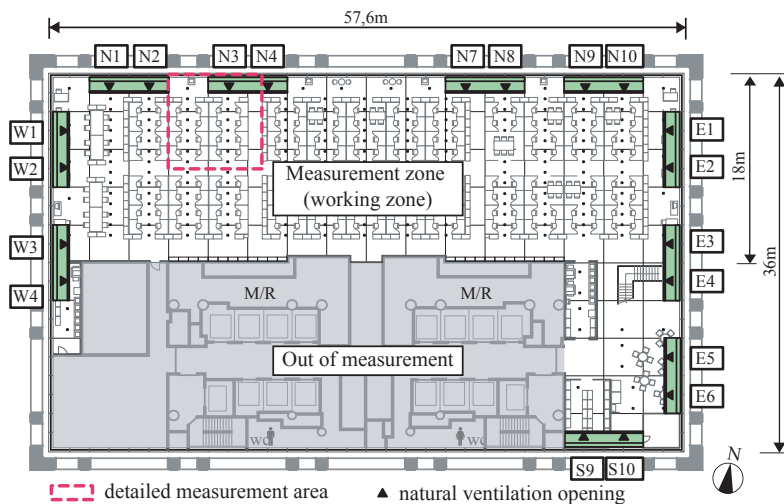 57,6m
N1 N2 N3 N4 N7 N8 N9 N10
W1
W2
W3
W4
E1
E2
E3
E4
E5
E6
18m
36m
Measurement zone
(working zone)
M/R
M/R
Out of measurement
WC
WC
S9 S10
N
detailed measurement area
natural ventilation opening